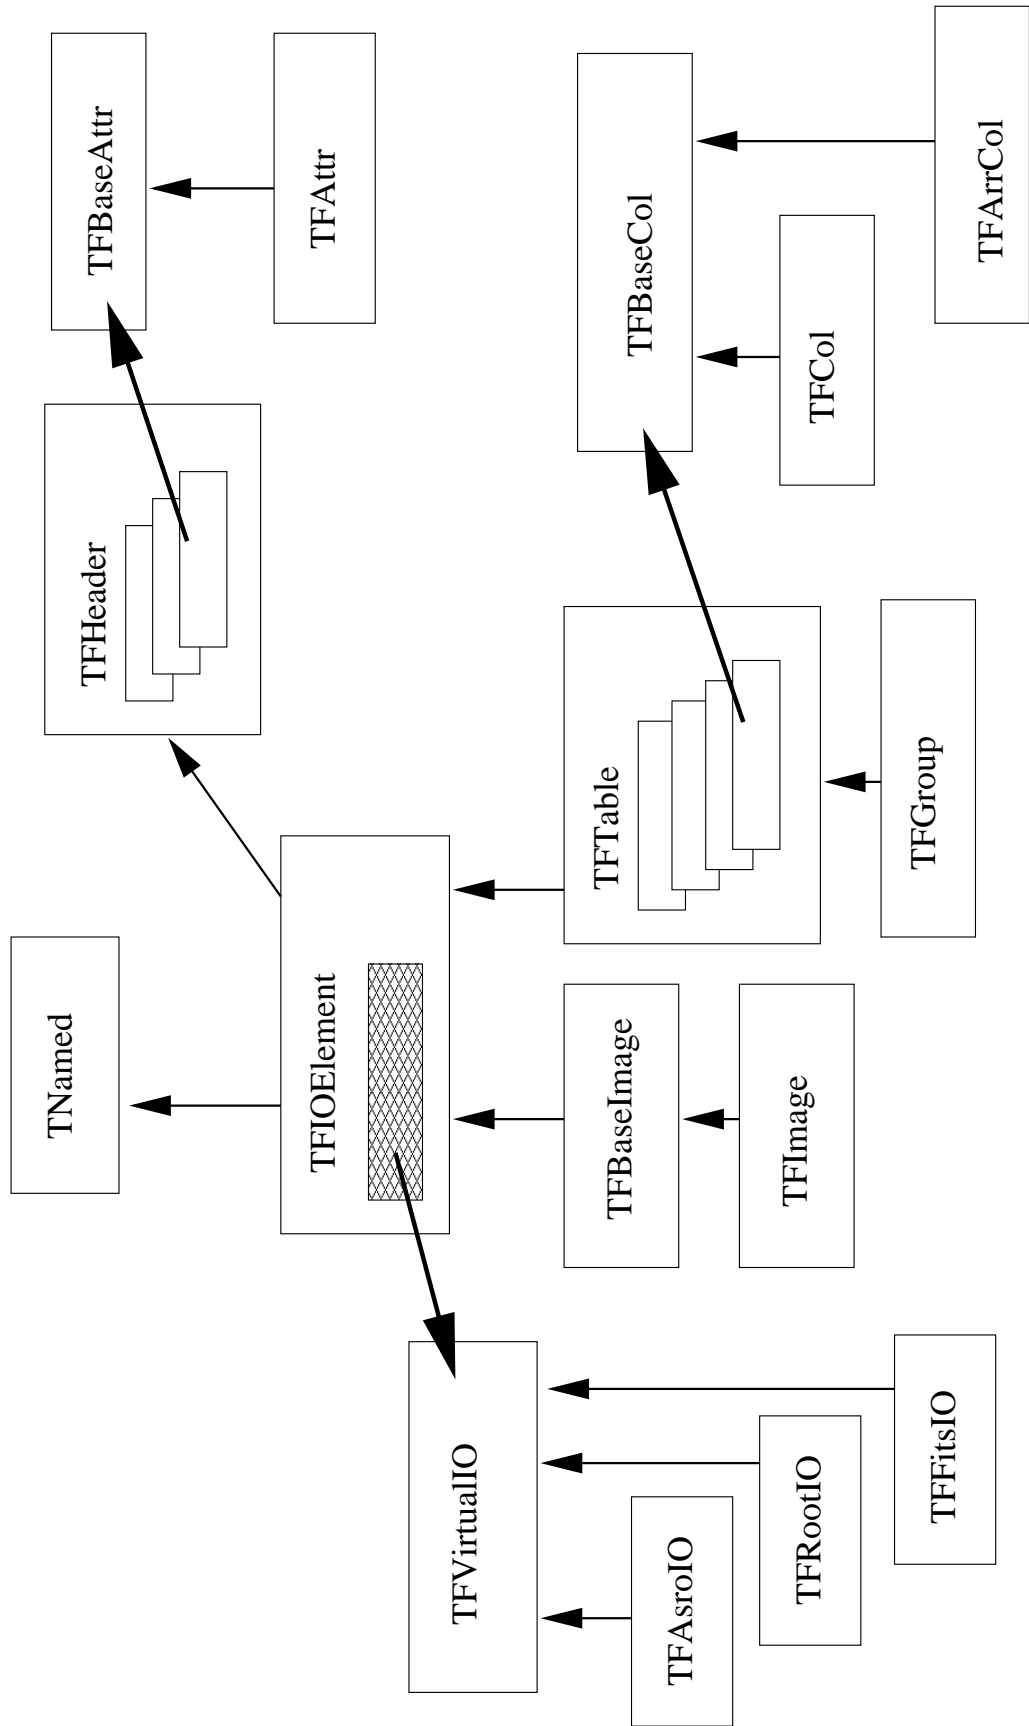 TNamed
TFHeader
TFBaseAttr
TFAttr
TFIOElement
TFVirtualIO
TFBaseImage
TFTable
TFBaseCol
TFAsroIO
TFRootIO
TFFitsIO
TFImage
TFGroup
TFCol
TFArrCol